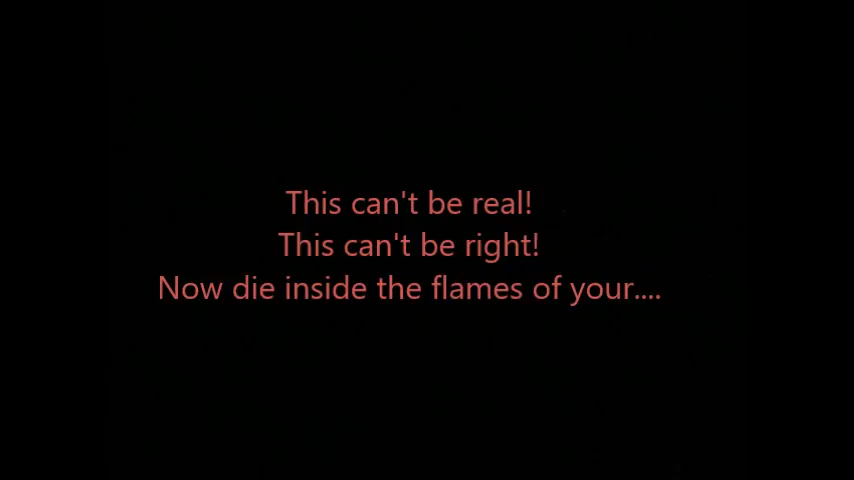 This can't be real!
This can't be right!
Now die inside the flames of your....